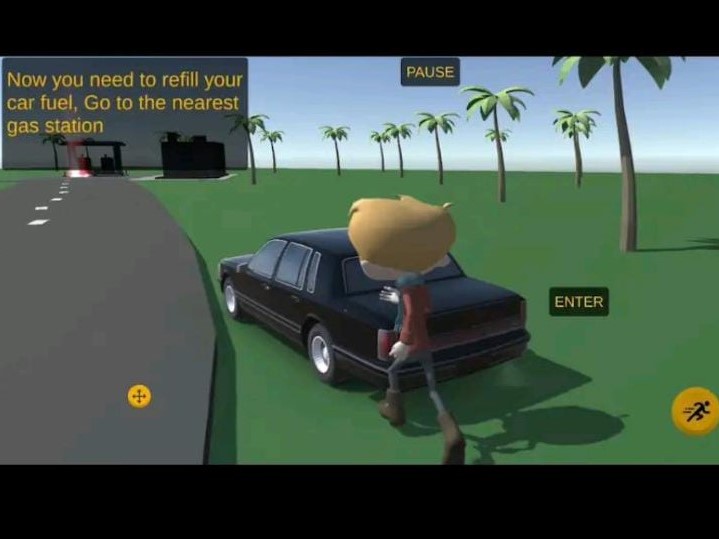 Now you need to refill your
car fuel, Go to the nearest
gas station
PAUSE
ENTER